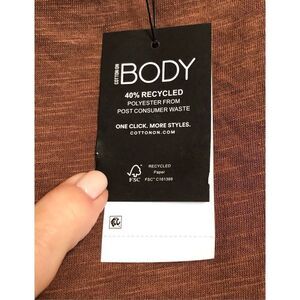 COTTON:ON
BODY
40% RECYCLED
POLYESTER FROM
POST CONSUMER WASTE
ONE CLICK. MORE STYLES.
COTTONON.COM
FSC
RECYCLED
Paper
FSC® C161369